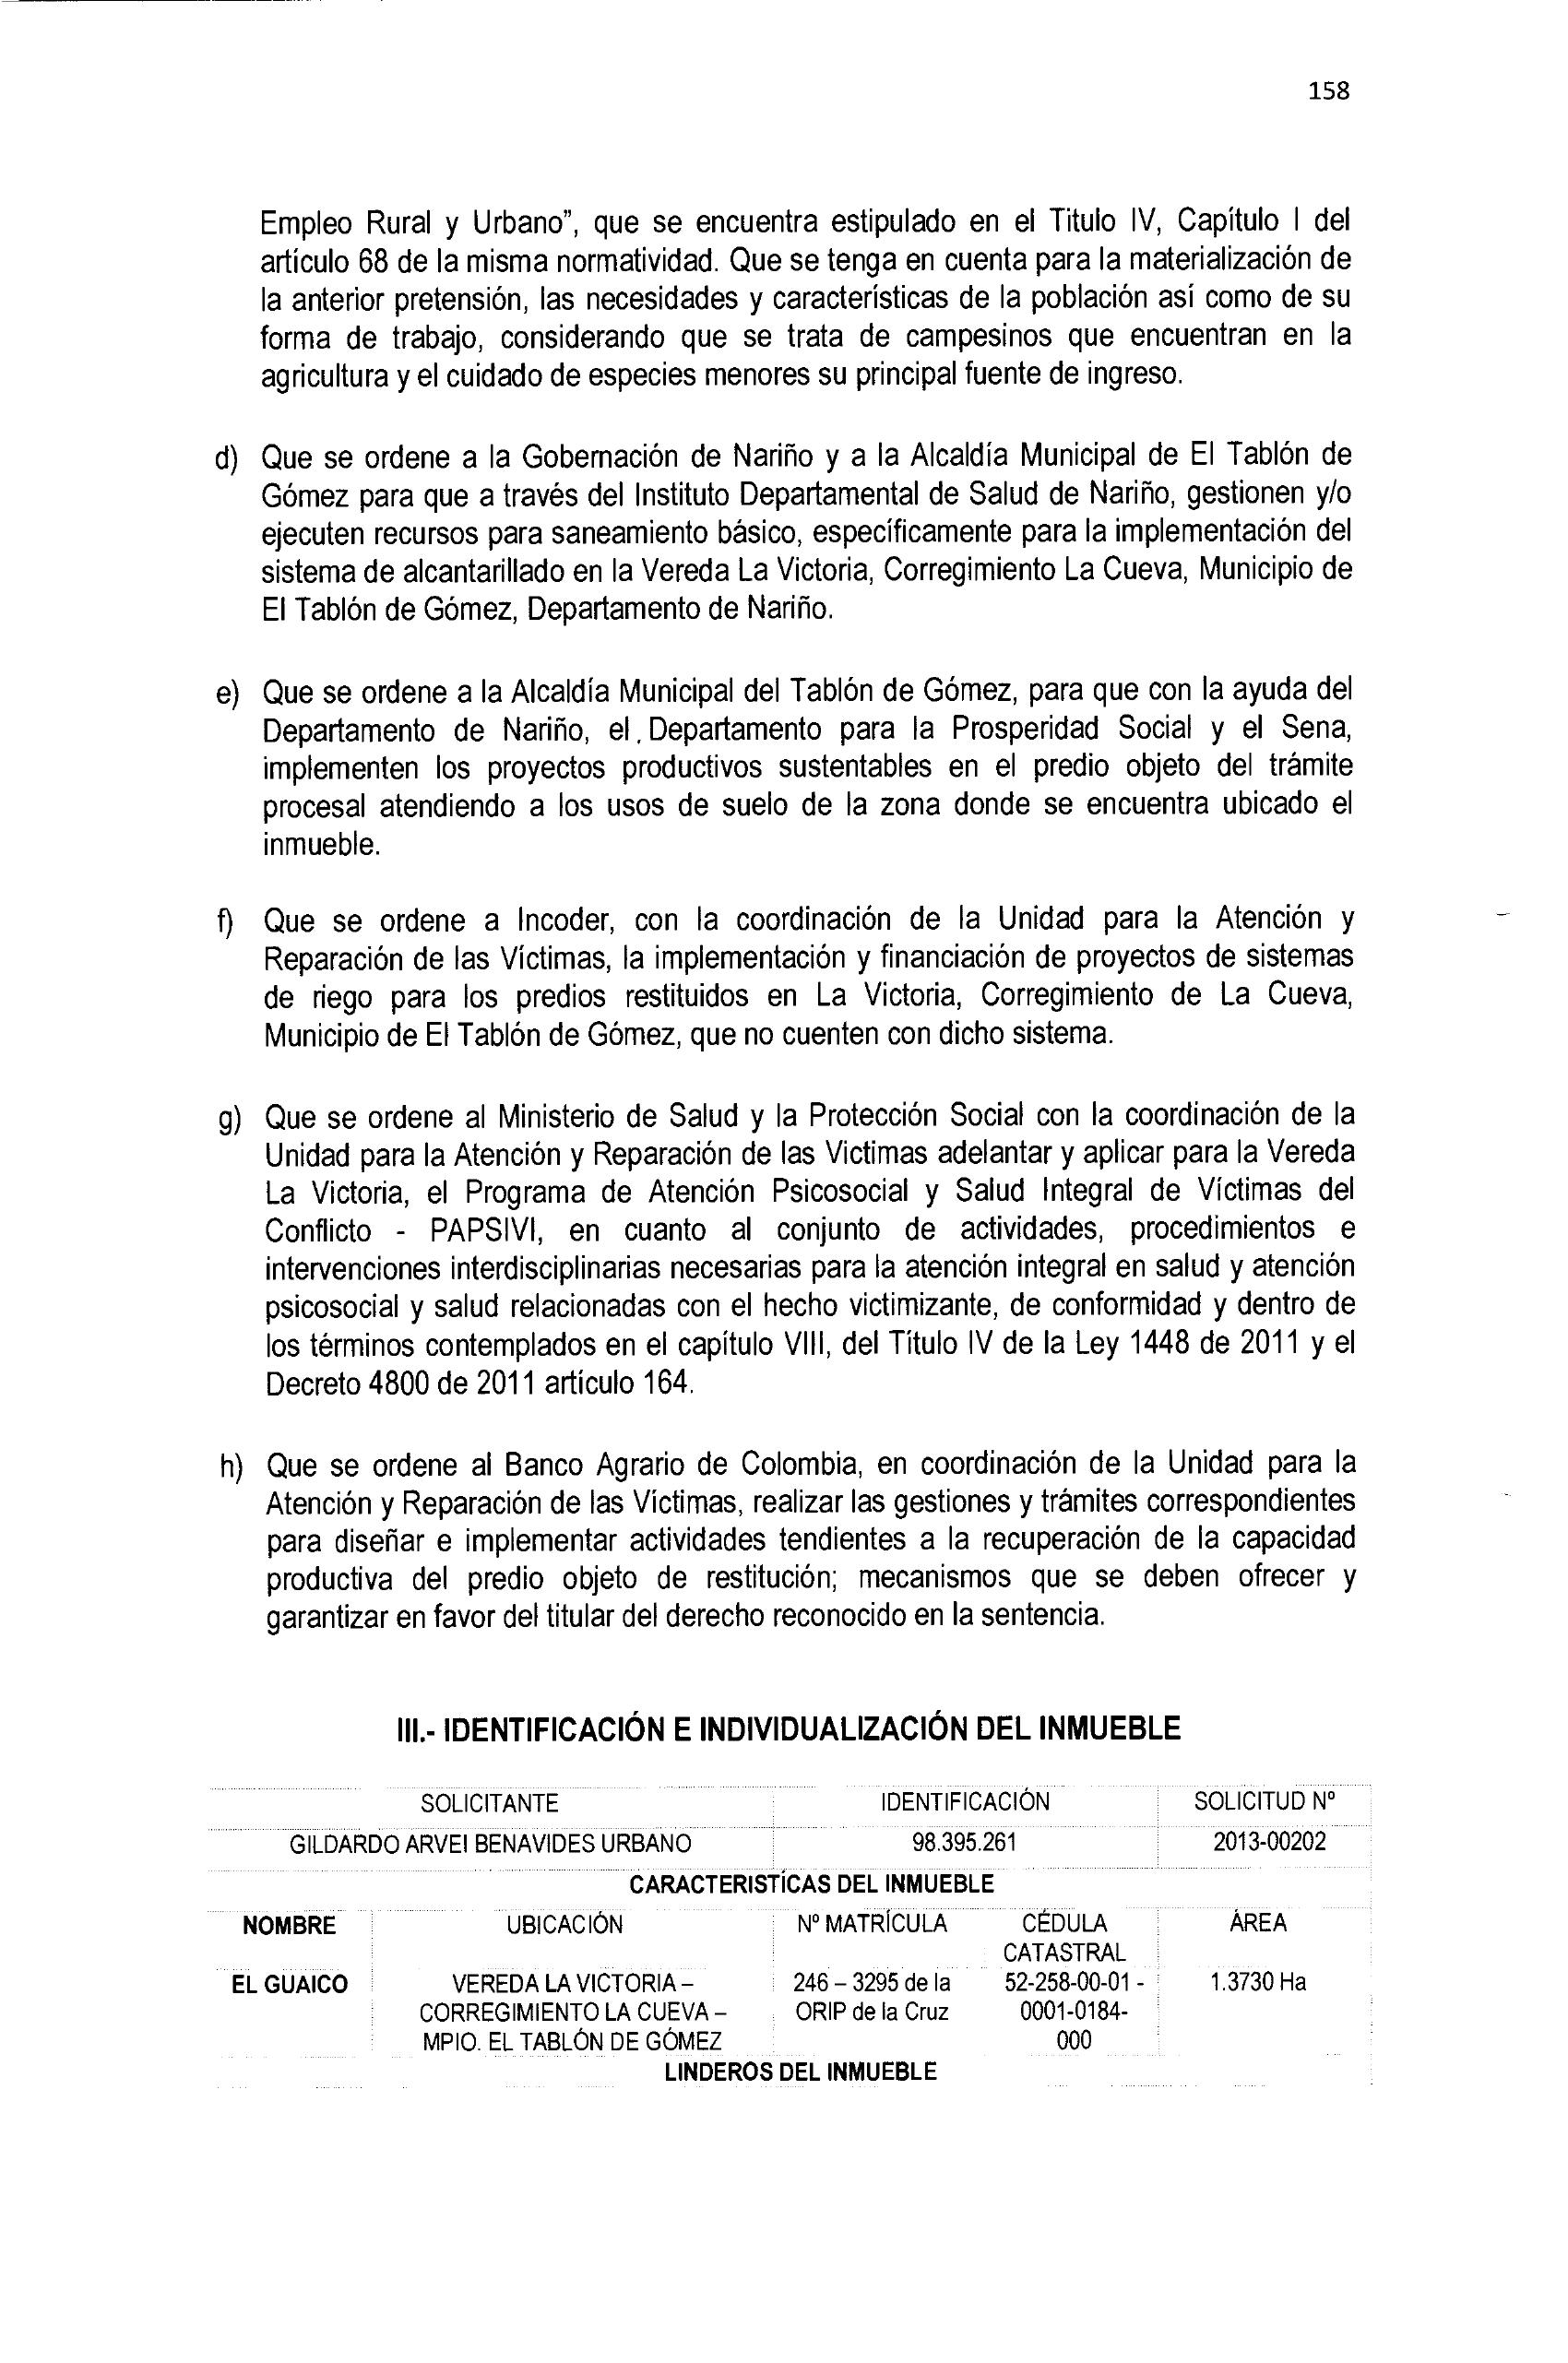 158
Empleo Rural y Urbano”, que se encuentra estipulado en el Titulo IV, Capítulo I del
artículo 68 de la misma normatividad. Que se tenga en cuenta para la materialización de
la anterior pretensión, las necesidades y características de la población así como de su
forma de trabajo, considerando que se trata de campesinos que encuentran en la
agricultura y el cuidado de especies menores su principal fuente de ingreso.
d) Que se ordene a la Gobernación de Nariño y a la Alcaldía Municipal de El Tablón de
Gómez para que a través del Instituto Departamental de Salud de Nariño, gestionen y/o
ejecuten recursos para saneamiento básico, específicamente para la implementación del
sistema de alcantarillado en la Vereda La Victoria, Corregimiento La Cueva, Municipio de
El Tablón de Gómez, Departamento de Nariño.
e) Que se ordene a la Alcaldía Municipal del Tablón de Gómez, para que con la ayuda del
Departamento de Nariño, el Departamento para la Prosperidad Social y el Sena,
implementen los proyectos productivos sustentables en el predio objeto del trámite
procesal atendiendo a los usos de suelo de la zona donde se encuentra ubicado el
inmueble.
f) Que se ordene a Incoder, con la coordinación de la Unidad para la Atención y
Reparación de las Víctimas, la implementación y financiación de proyectos de sistemas
de riego para los predios restituidos en La Victoria, Corregimiento de La Cueva,
Municipio de El Tablón de Gómez, que no cuenten con dicho sistema.
g) Que se ordene al Ministerio de Salud y la Protección Social con la coordinación de la
Unidad para la Atención y Reparación de las Victimas adelantar y aplicar para la Vereda
La Victoria, el Programa de Atención Psicosocial y Salud Integral de Víctimas del
Conflicto - PAPSIVI, en cuanto al conjunto de actividades, procedimientos e
intervenciones interdisciplinarias necesarias para la atención integral en salud y atención
psicosocial y salud relacionadas con el hecho victimizante, de conformidad y dentro de
los términos contemplados en el capítulo VIII, del Título IV de la Ley 1448 de 2011 y el
Decreto 4800 de 2011 artículo 164.
h) Que se ordene al Banco Agrario de Colombia, en coordinación de la Unidad para la
Atención y Reparación de las Víctimas, realizar las gestiones y trámites correspondientes
para diseñar e implementar actividades tendientes a la recuperación de la capacidad
productiva del predio objeto de restitución; mecanismos que se deben ofrecer y
garantizar en favor del titular del derecho reconocido en la sentencia.
III.- IDENTIFICACIÓN E INDIVIDUALIZACIÓN DEL INMUEBLE
SOLICITANTE IDENTIFICACIÓN SOLICITUD Nº
GILDARDO ARVEI BENAVIDES URBANO 98.395.261 2013-00202
CARACTERISTÍCAS DEL INMUEBLE
NOMBRE UBICACIÓN Nº MATRÍCULA CÉDULA ÁREA
CATASTRAL
EL GUAICO VEREDA LA VICTORIA – 246 – 3295 de la 52-258-00-01 - 1.3730 Ha
CORREGIMIENTO LA CUEVA – ORIP de la Cruz 0001-0184-
MPIO. EL TABLÓN DE GÓMEZ 000
LINDEROS DEL INMUEBLE